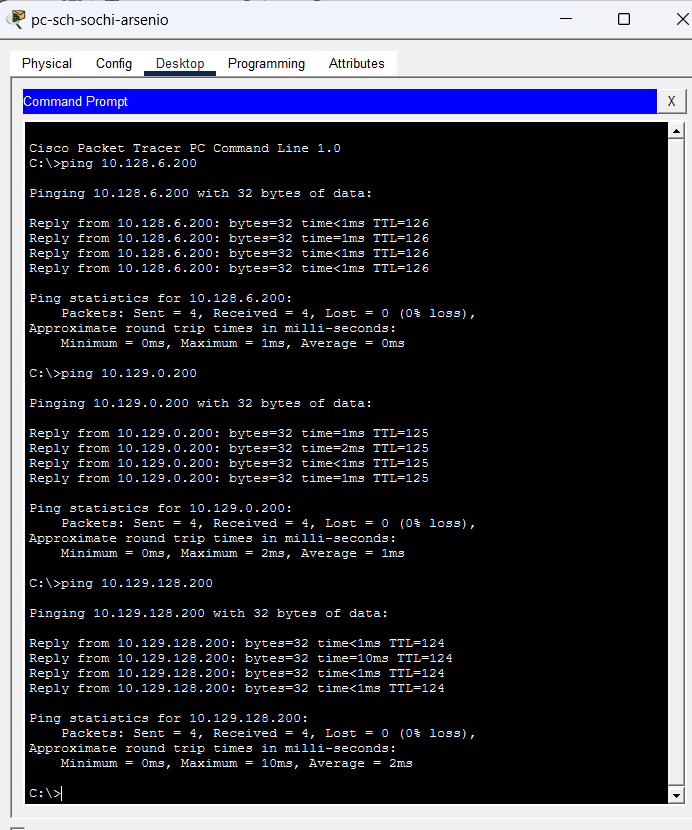 pc-sch-sochi-arsenio
Physical Config Desktop Programming Attributes
Command Prompt X
Cisco Packet Tracer PC Command Line 1.0
C:\>ping 10.128.6.200
Pinging 10.128.6.200 with 32 bytes of data:
Reply from 10.128.6.200: bytes=32 time<1ms TTL=126
Reply from 10.128.6.200: bytes=32 time=1ms TTL=126
Reply from 10.128.6.200: bytes=32 time<1ms TTL=126
Reply from 10.128.6.200: bytes=32 time<1ms TTL=126
Ping statistics for 10.128.6.200:
Packets: Sent = 4, Received = 4, Lost = 0 (0% loss),
Approximate round trip times in milli-seconds:
Minimum = 0ms, Maximum = 1ms, Average = 0ms
C:\>ping 10.129.0.200
Pinging 10.129.0.200 with 32 bytes of data:
Reply from 10.129.0.200: bytes=32 time=1ms TTL=125
Reply from 10.129.0.200: bytes=32 time=2ms TTL=125
Reply from 10.129.0.200: bytes=32 time<1ms TTL=125
Reply from 10.129.0.200: bytes=32 time=1ms TTL=125
Ping statistics for 10.129.0.200:
Packets: Sent = 4, Received = 4, Lost = 0 (0% loss),
Approximate round trip times in milli-seconds:
Minimum = 0ms, Maximum = 2ms, Average = 1ms
C:\>ping 10.129.128.200
Pinging 10.129.128.200 with 32 bytes of data:
Reply from 10.129.128.200: bytes=32 time<1ms TTL=124
Reply from 10.129.128.200: bytes=32 time=10ms TTL=124
Reply from 10.129.128.200: bytes=32 time<1ms TTL=124
Reply from 10.129.128.200: bytes=32 time<1ms TTL=124
Ping statistics for 10.129.128.200:
Packets: Sent = 4, Received = 4, Lost = 0 (0% loss),
Approximate round trip times in milli-seconds:
Minimum = 0ms, Maximum = 10ms, Average = 2ms
C:\>